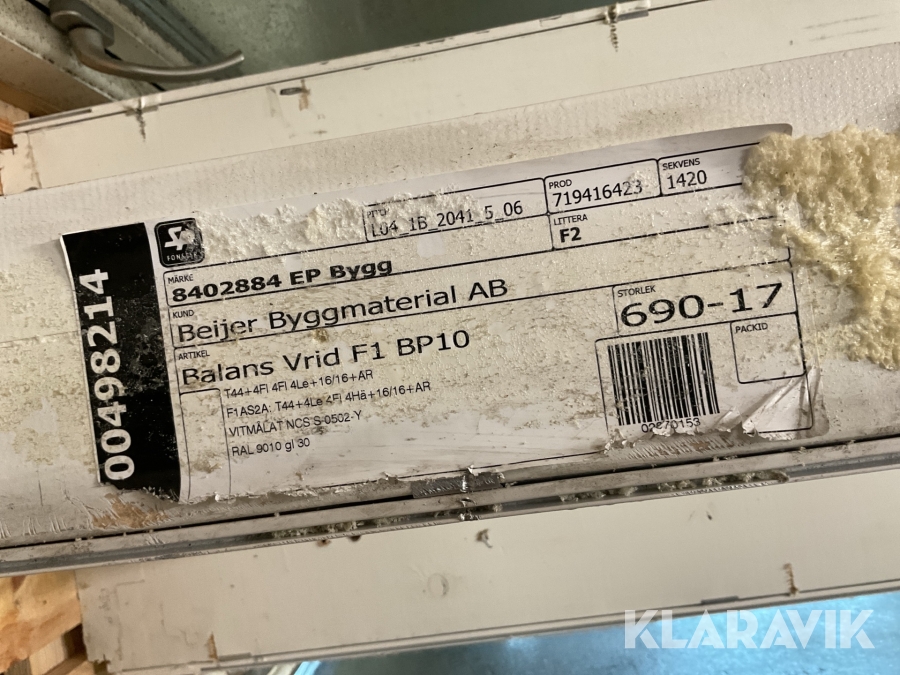 00498214
L04_1B_2041_5_06
PROD
719416423
SEKVENS
1420
LITTERA
F2
MÄRKE
8402884 EP Bygg
KUND
Beijer Byggmaterial AB
STORLEK
690-17
ARTIKEL
Balans Vrid F1 BP10
PACKID
T44+4Fl 4Fl 4Le+16/16+AR
F1AS2A: T44+4Le 4Fl 4Hä+16/16+AR
VITMÅLAT NCS S-0502-Y
RAL 9010 gl 30
KLARAVIK